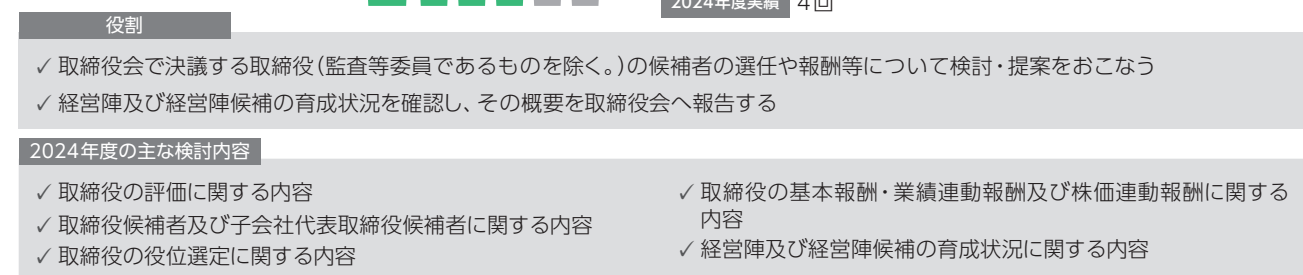 2024年度実績 4回
役割
✓ 取締役会で決議する取締役(監査等委員であるものを除く。)の候補者の選任や報酬等について検討・提案をおこなう
✓ 経営陣及び経営陣候補の育成状況を確認し、その概要を取締役会へ報告する
2024年度の主な検討内容
✓ 取締役の評価に関する内容
✓ 取締役候補者及び子会社代表取締役候補者に関する内容
✓ 取締役の役位選定に関する内容
✓ 取締役の基本報酬・業績連動報酬及び株価連動報酬に関する
内容
✓ 経営陣及び経営陣候補の育成状況に関する内容